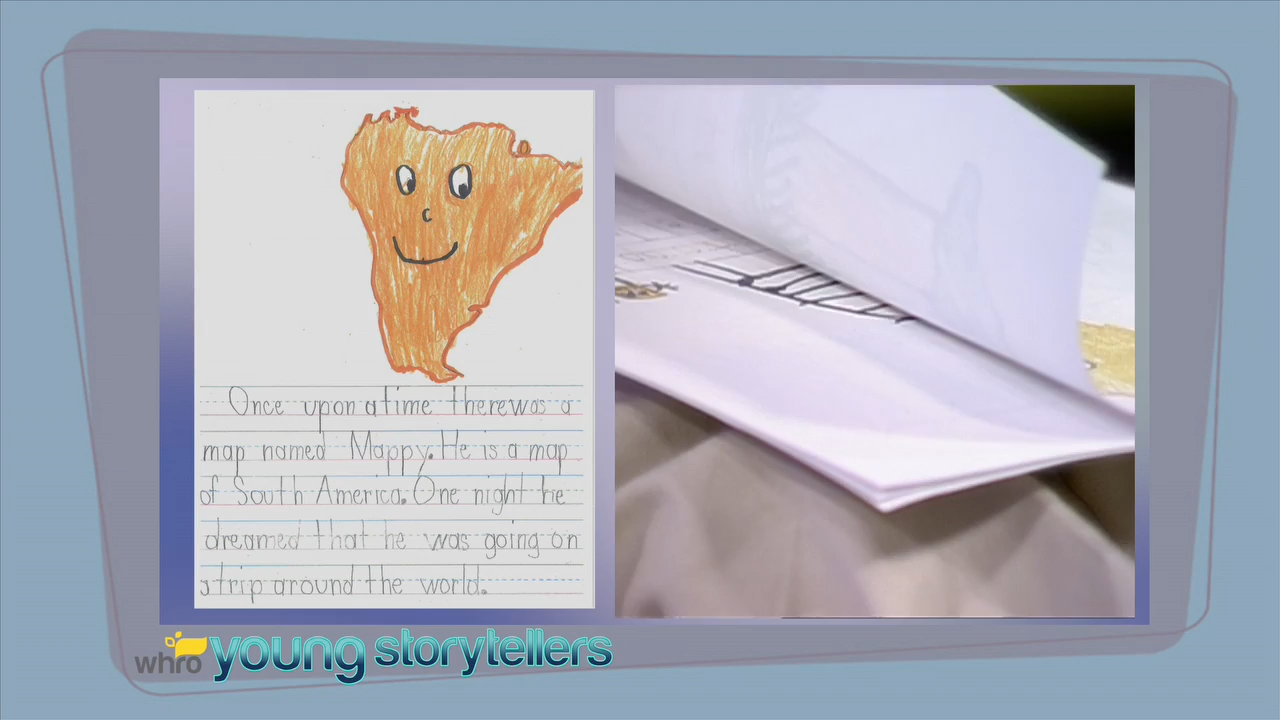 Once upon a time there was a
map named Mappy. He is a map
of South America. One night he
dreamed that he was going on
a trip around the world.
whro young storytellers